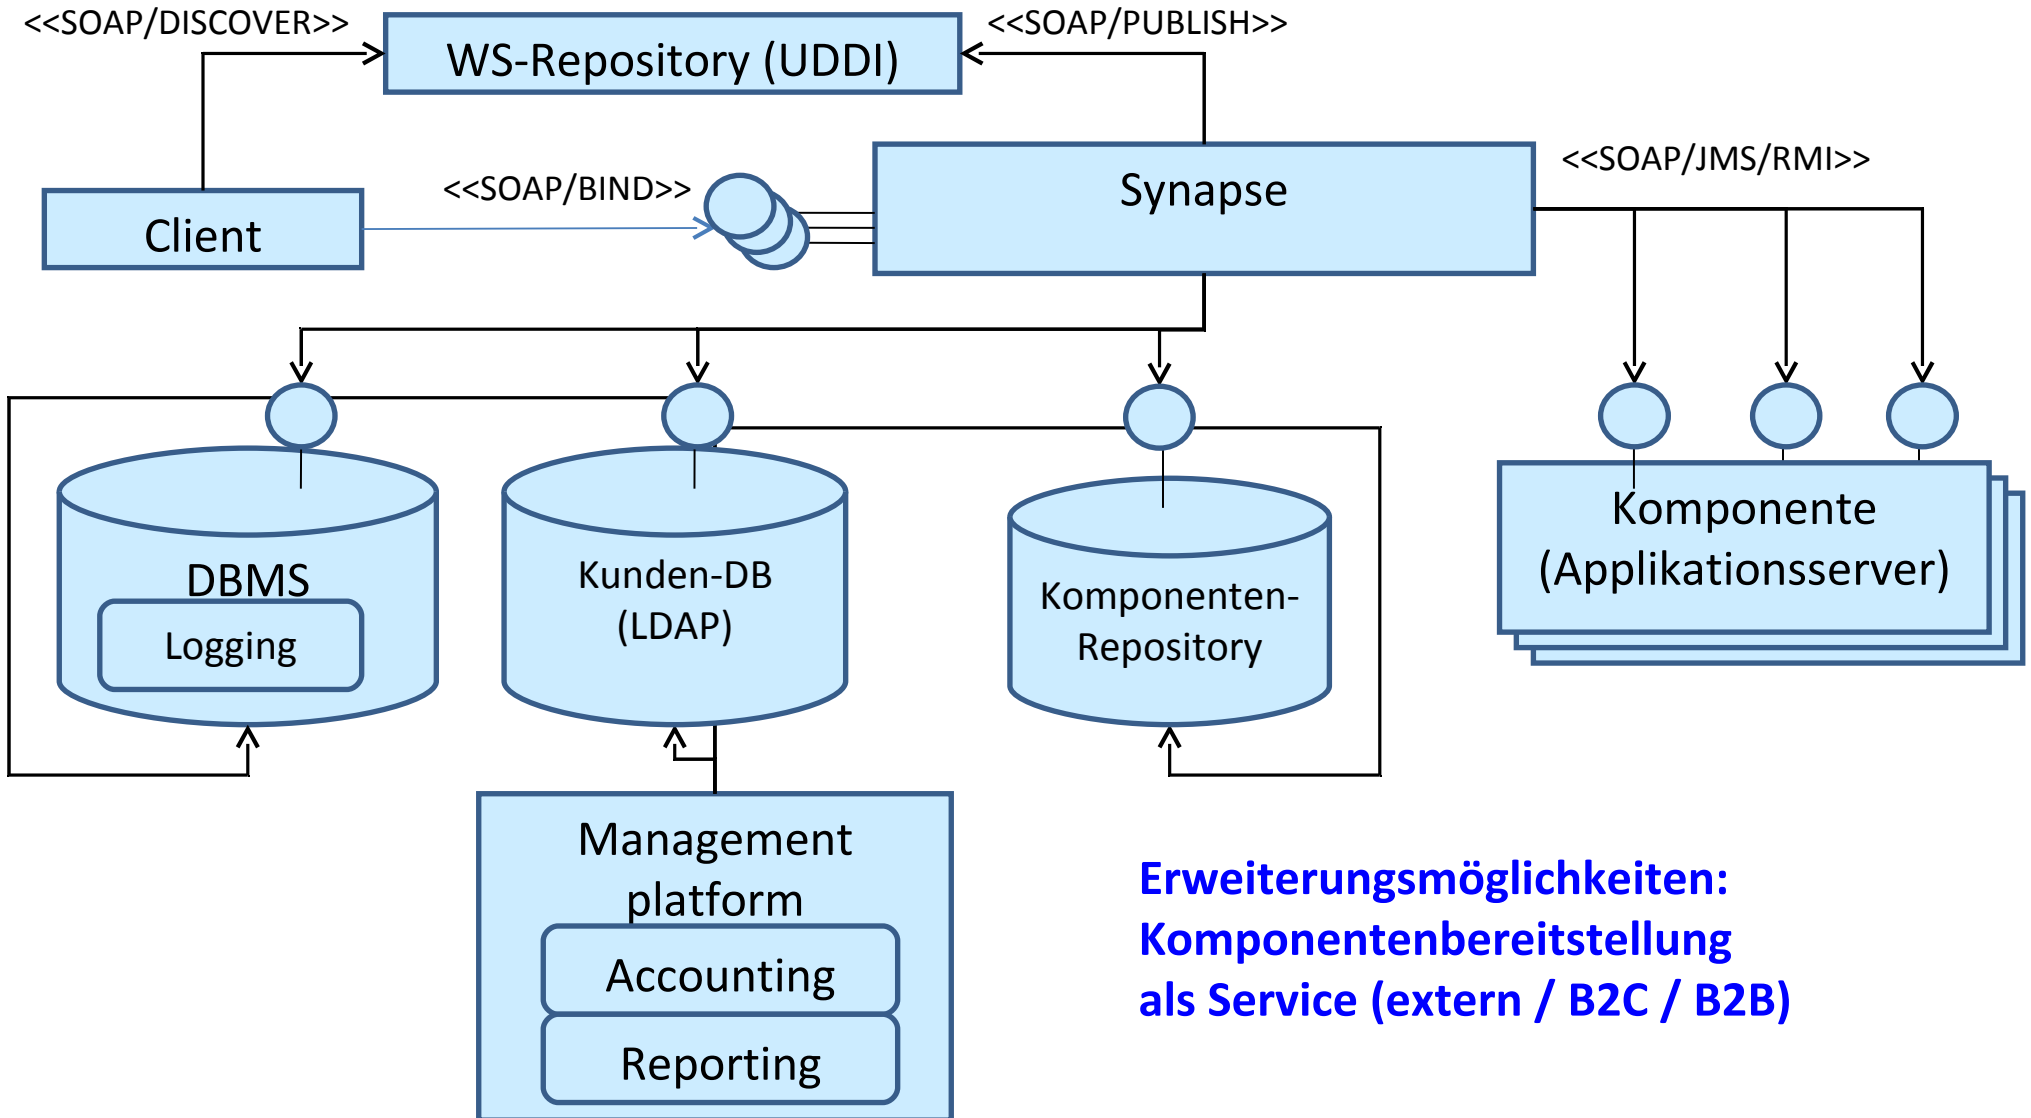 <<SOAP/DISCOVER>>
WS-Repository (UDDI)
<<SOAP/PUBLISH>>
<<SOAP/JMS/RMI>>
<<SOAP/BIND>>
Synapse
Client
DBMS
Logging
Kunden-DB
(LDAP)
Komponenten-
Repository
Komponente
(Applikationsserver)
Management
platform
Accounting
Reporting
Erweiterungsmöglichkeiten:
Komponentenbereitstellung
als Service (extern / B2C / B2B)